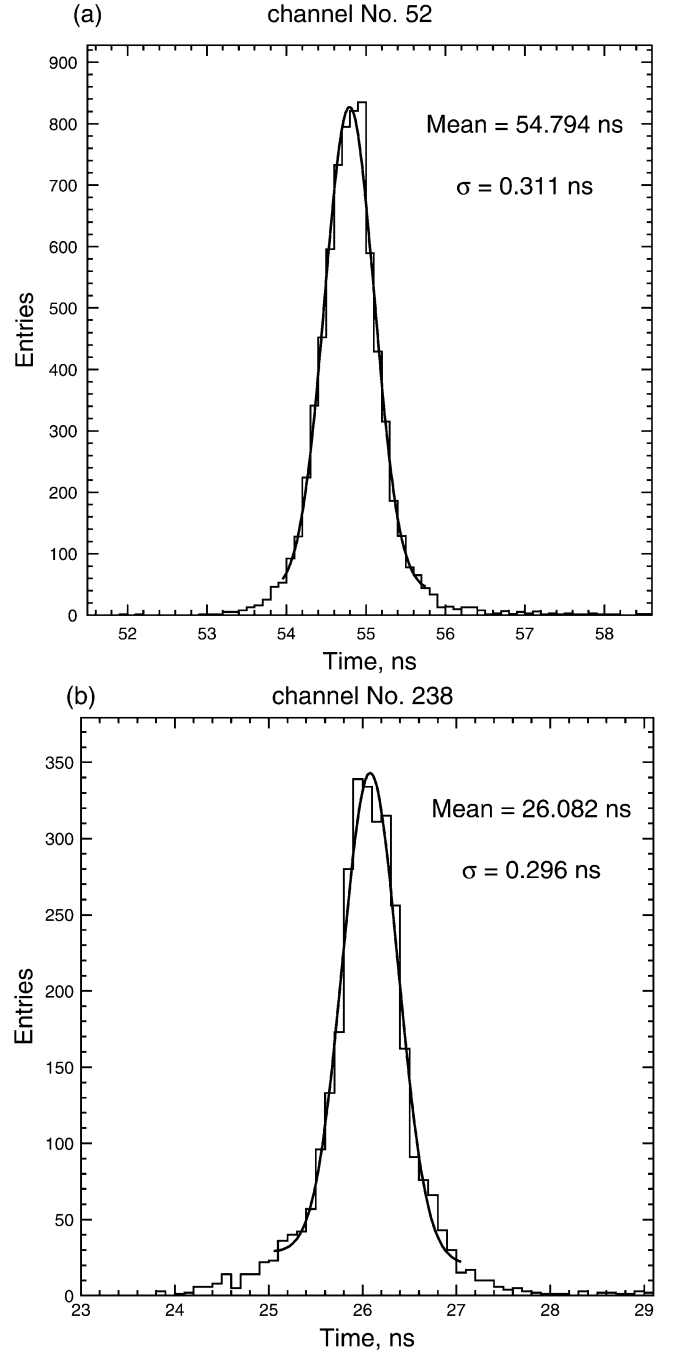 (a) channel No. 52
900
800
700
600
500
400
300
200
100
0
Entries
Mean = 54.794 ns
σ = 0.311 ns
52 53 54 55 56 57 58
Time, ns
(b) channel No. 238
350
300
250
200
150
100
50
0
Entries
Mean = 26.082 ns
σ = 0.296 ns
23 24 25 26 27 28 29
Time, ns